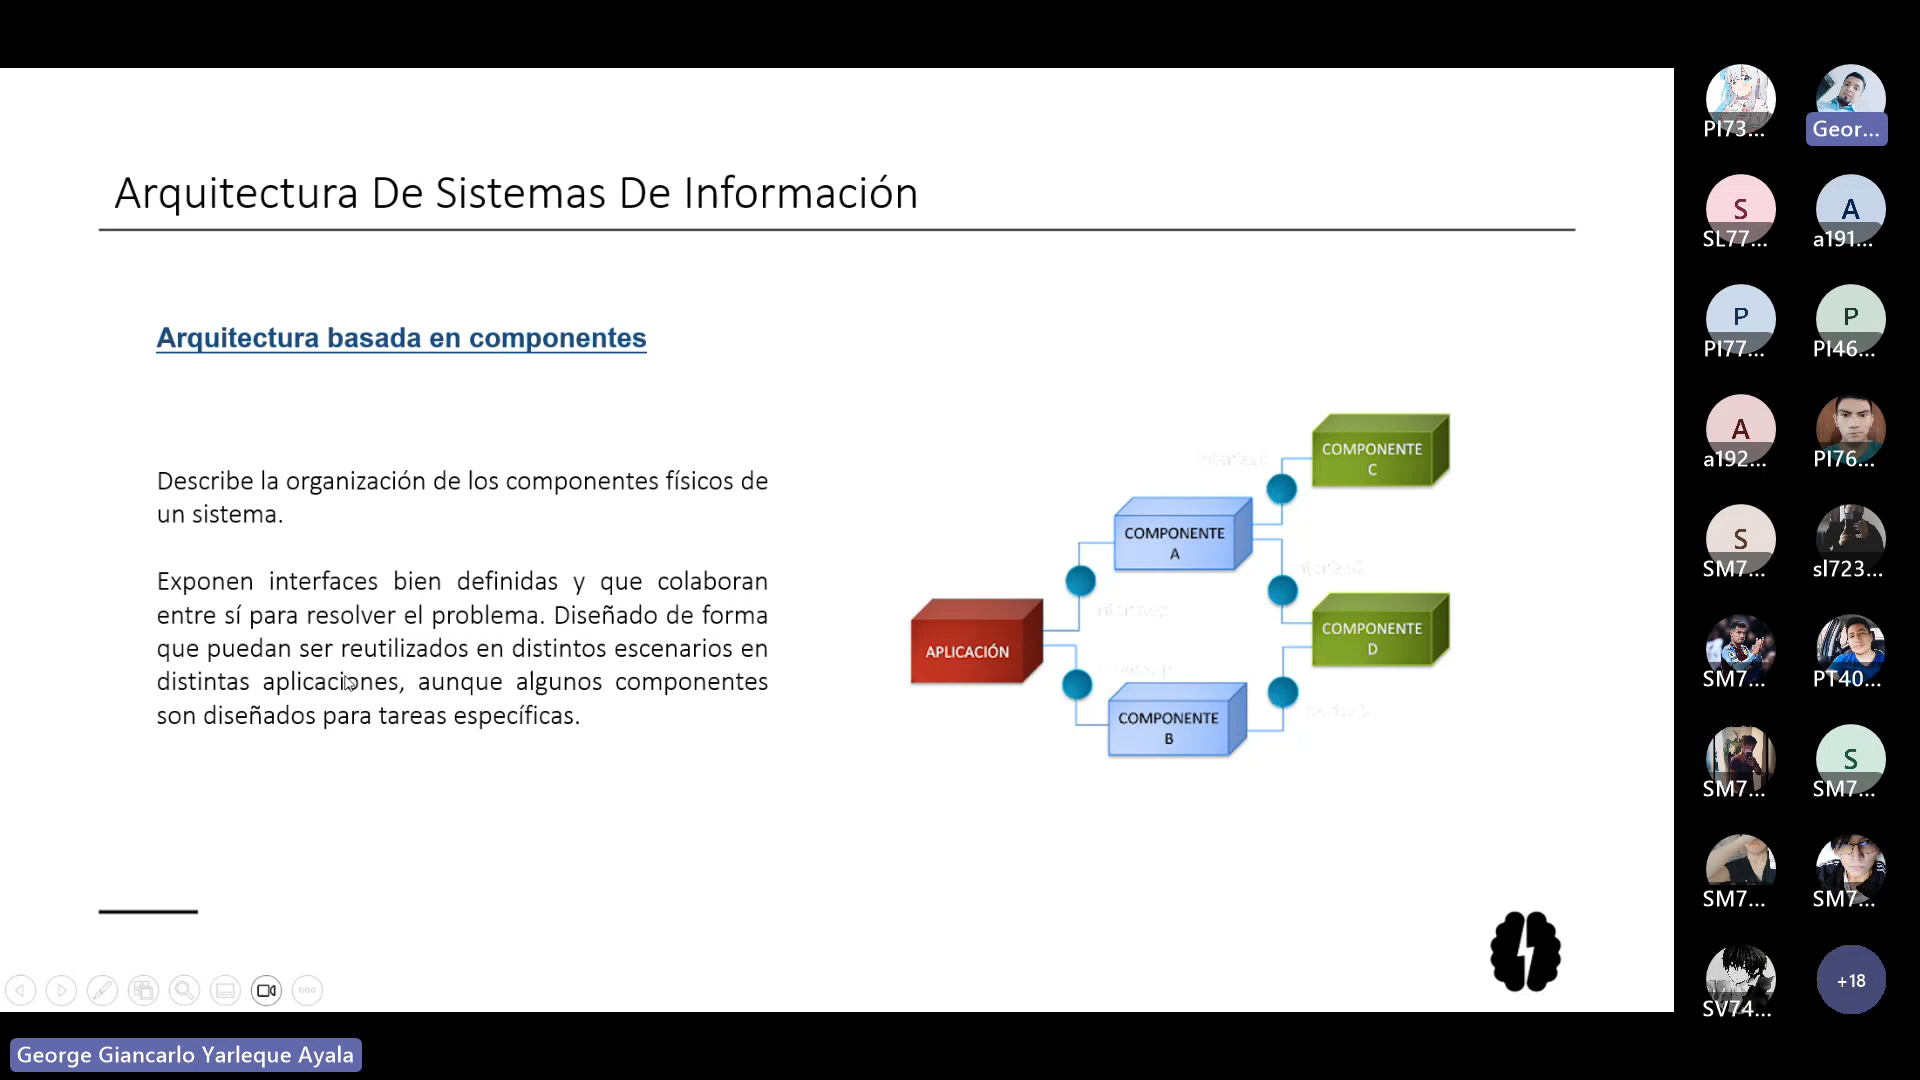 Arquitectura De Sistemas De Información
Arquitectura basada en componentes
Describe la organización de los componentes físicos de
un sistema.
Exponen interfaces bien definidas y que colaboran
entre sí para resolver el problema. Diseñado de forma
que puedan ser reutilizados en distintos escenarios en
distintas aplicaciones, aunque algunos componentes
son diseñados para tareas específicas.
COMPONENTE
C
COMPONENTE
A
COMPONENTE
D
APLICACIÓN
COMPONENTE
B
PI73...
Geor...
S
SL77...
A
a191...
P
PI77...
P
PI46...
A
a192...
PI76...
S
SM7...
sl723...
SM7...
PT40...
SM7...
S
SM7...
SM7...
SM7...
SV74...
+18
George Giancarlo Yarleque Ayala